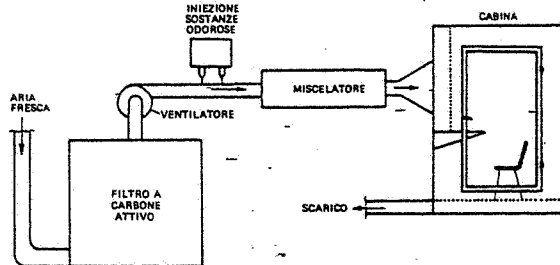 INIEZIONE
SOSTANZE
ODOROSE
CABINA
ARIA
FRESCA
MISCELATORE
VENTILATORE
FILTRO A
CARBONE
ATTIVO
SCARICO